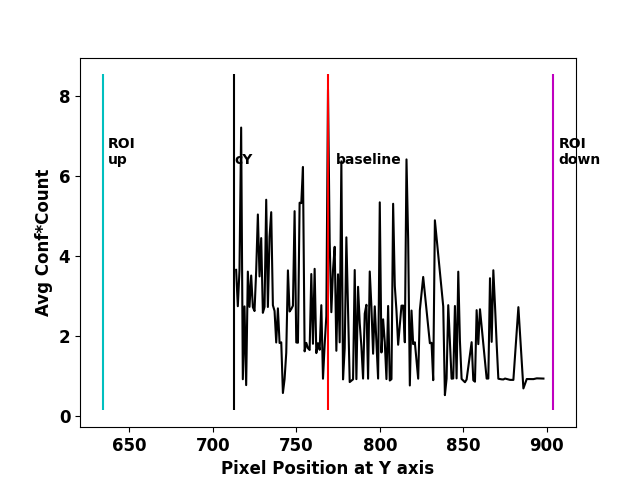 8
6
4
2
0
ROI
up
cY
baseline
ROI
down
650
700
750
800
850
900
Pixel Position at Y axis
Avg Conf*Count